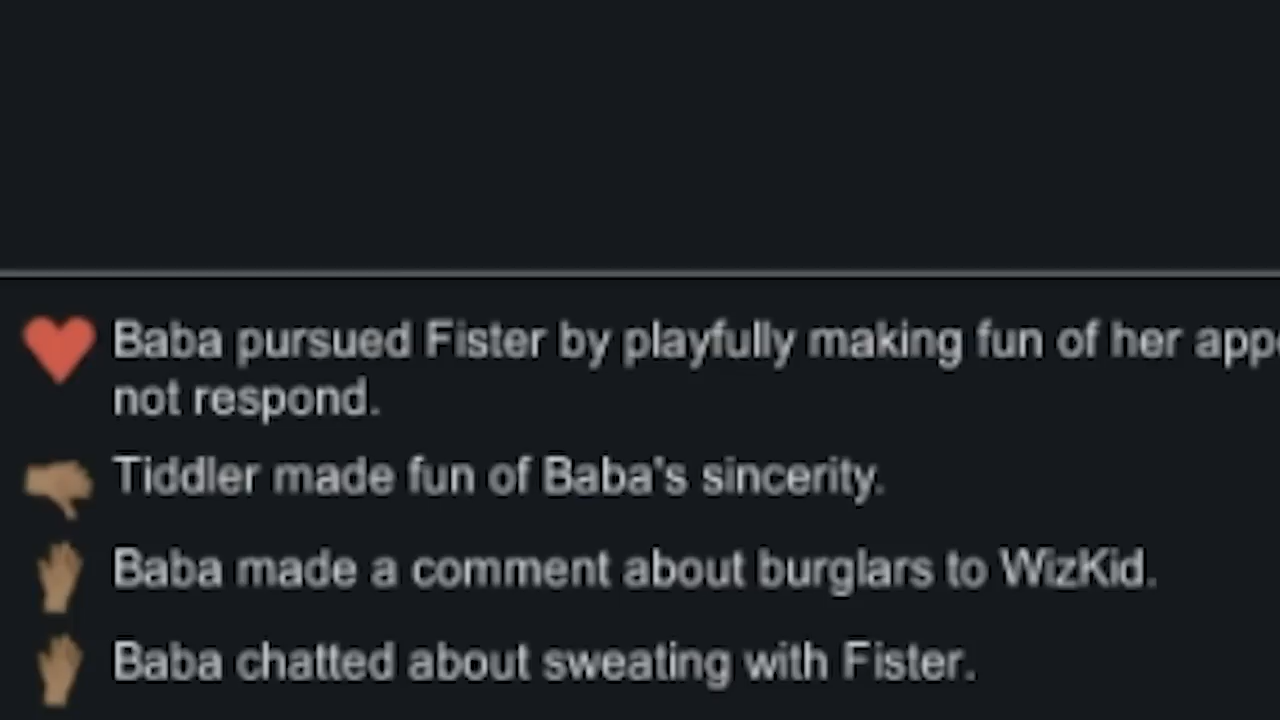 Baba pursued Fister by playfully making fun of her
not respond.
Tiddler made fun of Baba's sincerity.
Baba made a comment about burglars to WizKid.
Baba chatted about sweating with Fister.